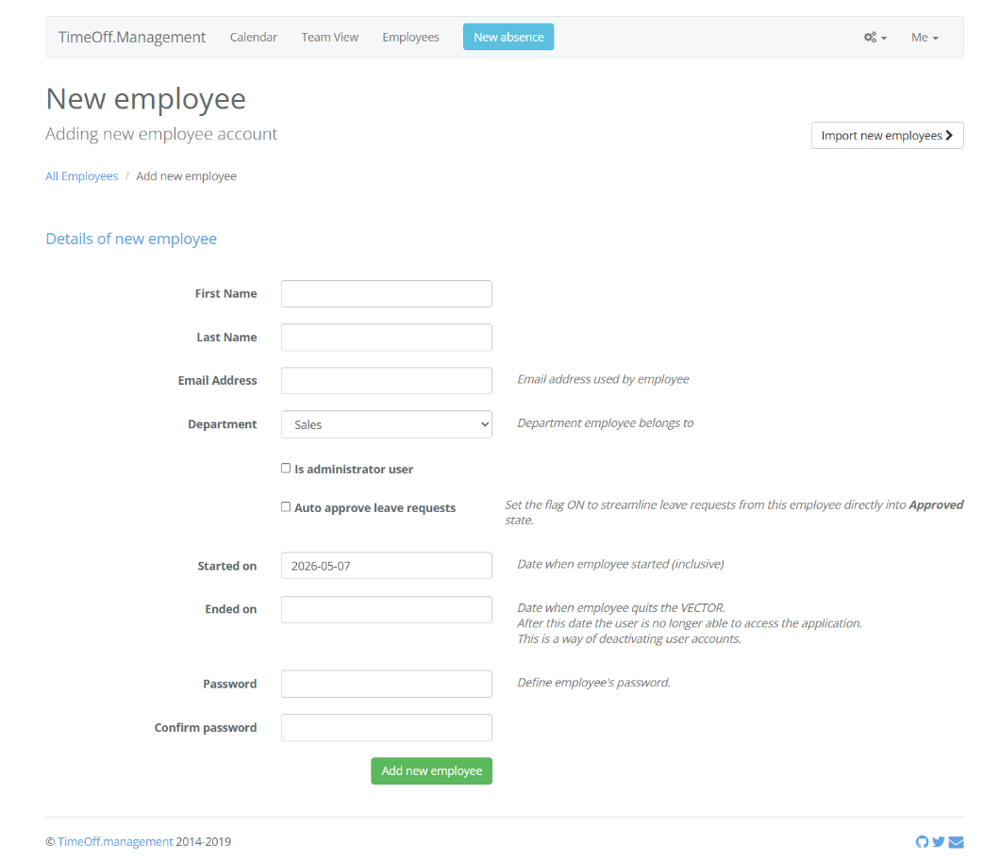 TimeOff.Management Calendar Team View Employees New absence Me
New employee
Adding new employee account
Import new employees
All Employees / Add new employee
Details of new employee
First Name
Last Name
Email Address Email address used by employee
Department Sales Department employee belongs to
Is administrator user
Auto approve leave requests Set the flag ON to streamline leave requests from this employee directly into Approved
state.
Started on 2026-05-07 Date when employee started (inclusive)
Ended on Date when employee quits the VECTOR.
After this date the user is no longer able to access the application.
This is a way of deactivating user accounts.
Password Define employee's password.
Confirm password
Add new employee
© TimeOff.management 2014-2019